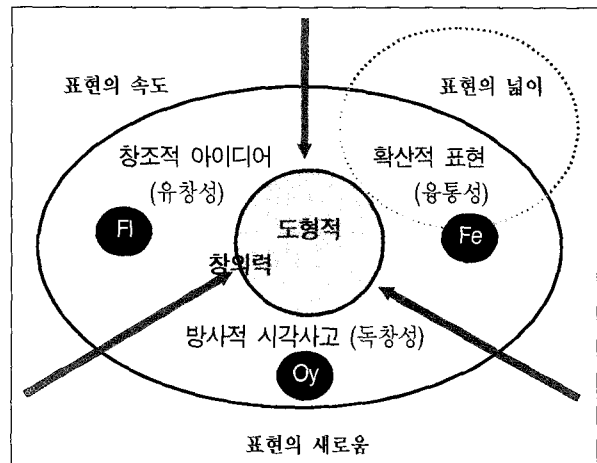 표현의 속도
표현의 넓이
창조적 아이디어
(유창성)
확산적 표현
(융통성)
Fl
도형적
창의력
Fe
방사적 시각사고 (독창성)
Oy
표현의 새로움